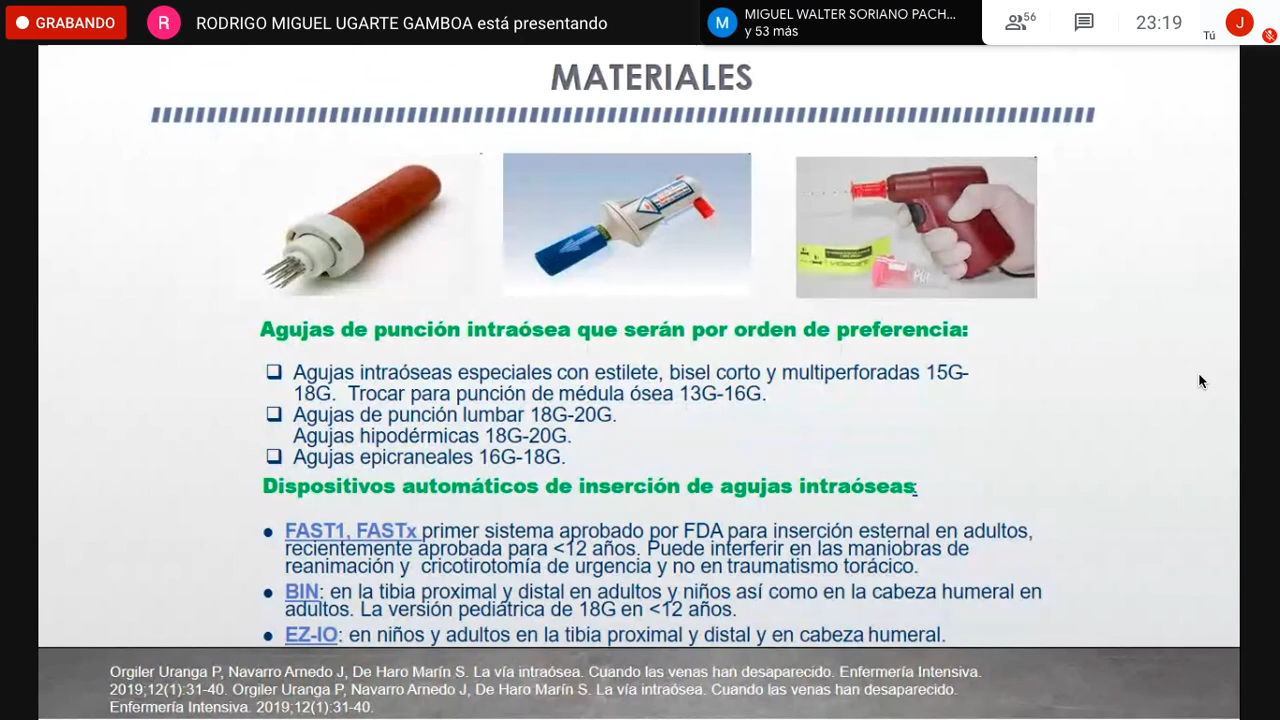 GRABANDO
R
RODRIGO MIGUEL UGARTE GAMBOA está presentando
M
MIGUEL WALTER SORIANO PACH...
y 53 más
56
23:19
Tú
J
MATERIALES
Agujas de punción intraósea que serán por orden de preferencia:
Agujas intraóseas especiales con estilete, bisel corto y multiperforadas 15G-
18G. Trocar para punción de médula ósea 13G-16G.
Agujas de punción lumbar 18G-20G.
Agujas hipodérmicas 18G-20G.
Agujas epicraneales 16G-18G.
Dispositivos automáticos de inserción de agujas intraóseas:
FAST1, FASTx primer sistema aprobado por FDA para inserción esternal en adultos,
recientemente aprobada para <12 años. Puede interferir en las maniobras de
reanimación y cricotirotomía de urgencia y no en traumatismo torácico.
BIN: en la tibia proximal y distal en adultos y niños así como en la cabeza humeral en
adultos. La versión pediátrica de 18G en <12 años.
EZ-IO: en niños y adultos en la tibia proximal y distal y en cabeza humeral.
Orgiler Uranga P, Navarro Arnedo J, De Haro Marín S. La vía intraósea. Cuando las venas han desaparecido. Enfermería Intensiva.
2019;12(1):31-40. Orgiler Uranga P, Navarro Arnedo J, De Haro Marín S. La vía intraósea. Cuando las venas han desaparecido.
Enfermería Intensiva. 2019;12(1):31-40.